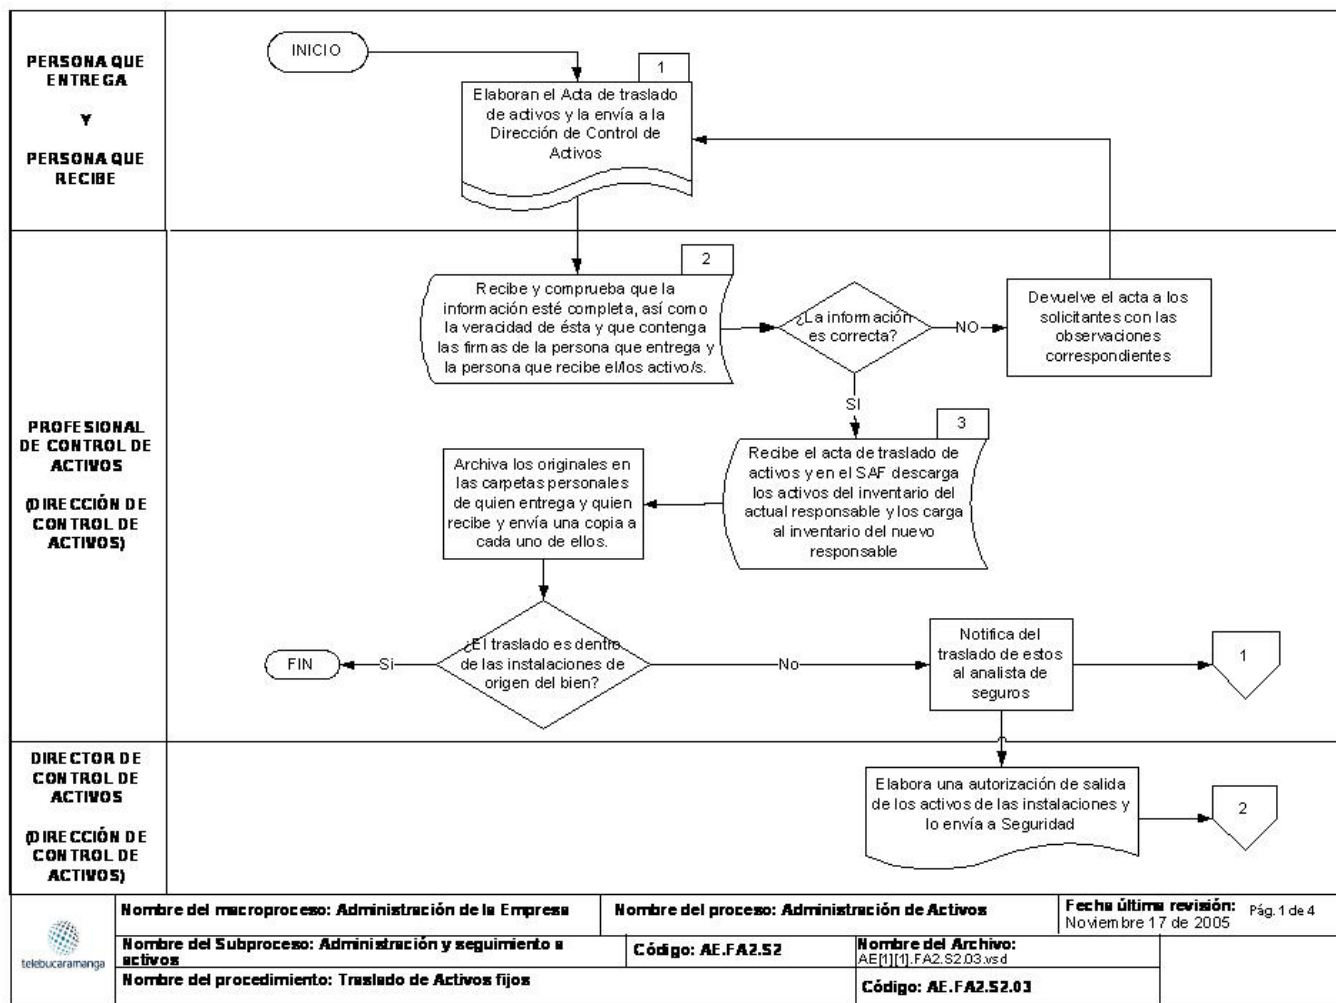 PERSONA QUE
ENTREGA
Y
PERSONA QUE
RECIBE
INICIO
1
Elaboran el Acta de traslado
de activos y la envía a la
Dirección de Control de
Activos
PROFESIONAL
DE CONTROL DE
ACTIVOS
(DIRECCIÓN DE
CONTROL DE
ACTIVOS)
2
Recibe y comprueba que la
información esté completa, así como
la veracidad de ésta y que contenga
las firmas de la persona que entrega y
la persona que recibe el/los activo/s.
¿La información
es correcta?
NO
Devuelve el acta a los
solicitantes con las
observaciones
correspondientes
SI
3
Recibe el acta de traslado de
activos y en el SAF descarga
los activos del inventario del
actual responsable y los carga
al inventario del nuevo
responsable
Archiva los originales en
las carpetas personales
de quien entrega y quien
recibe y envía una copia a
cada uno de ellos.
¿El traslado es dentro
de las instalaciones de
origen del bien?
Si
FIN
No
Notifica del
traslado de estos
al analista de
seguros
1
DIRECTOR DE
CONTROL DE
ACTIVOS
(DIRECCIÓN DE
CONTROL DE
ACTIVOS)
Elabora una autorización de salida
de los activos de las instalaciones y
lo envía a Seguridad
2
telebucaramanga
Nombre del macroproceso: Administración de la Empresa
Nombre del proceso: Administración de Activos
Fecha última revisión: Pág. 1 de 4
Noviembre 17 de 2005
Nombre del Subproceso: Administración y seguimiento a
activos
Código: AE.FA2.S2
Nombre del Archivo:
AE[1][1].FA2.S2.03.vsd
Nombre del procedimiento: Traslado de Activos fijos
Código: AE.FA2.S2.03